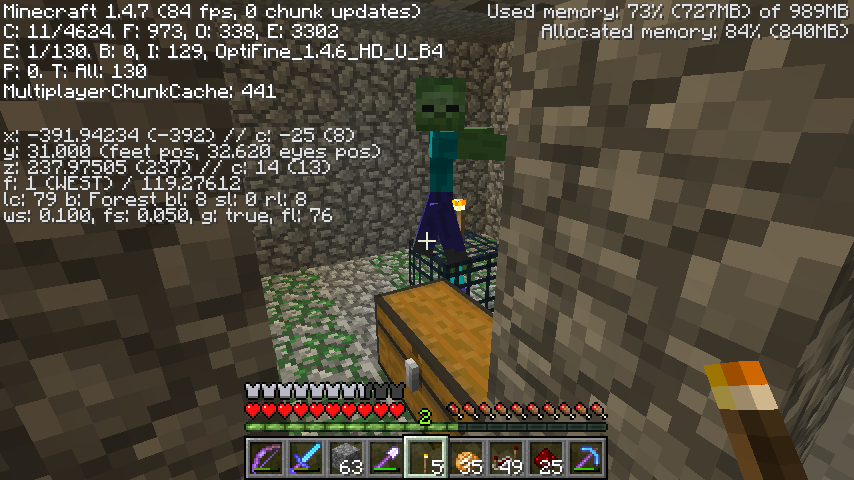 Minecraft 1.4.7 (84 fps, 0 chunk updates)
Used memory: 73% (727MB) of 989MB
C: 11/4624, F: 973, O: 338, E: 3302
Allocated memory: 84% (840MB)
E: 1/130, B: 0, I: 129, OptiFine_1.4.6_HD_U_B4
P: 0, T: All: 130
MultiplayerChunkCache: 441
x: -391.94234 (-392) // c: -25 (8)
y: 31.000 (feet pos, 32.620 eyes pos)
z: 237.97505 (237) // c: 14 (13)
f: 1 (WEST) / 119.27612
lc: 79 b: Forest bl: 8 sl: 0 rl: 8
ws: 0.100, fs: 0.050, g: true, fl: 76
2
63 5 35 49 25